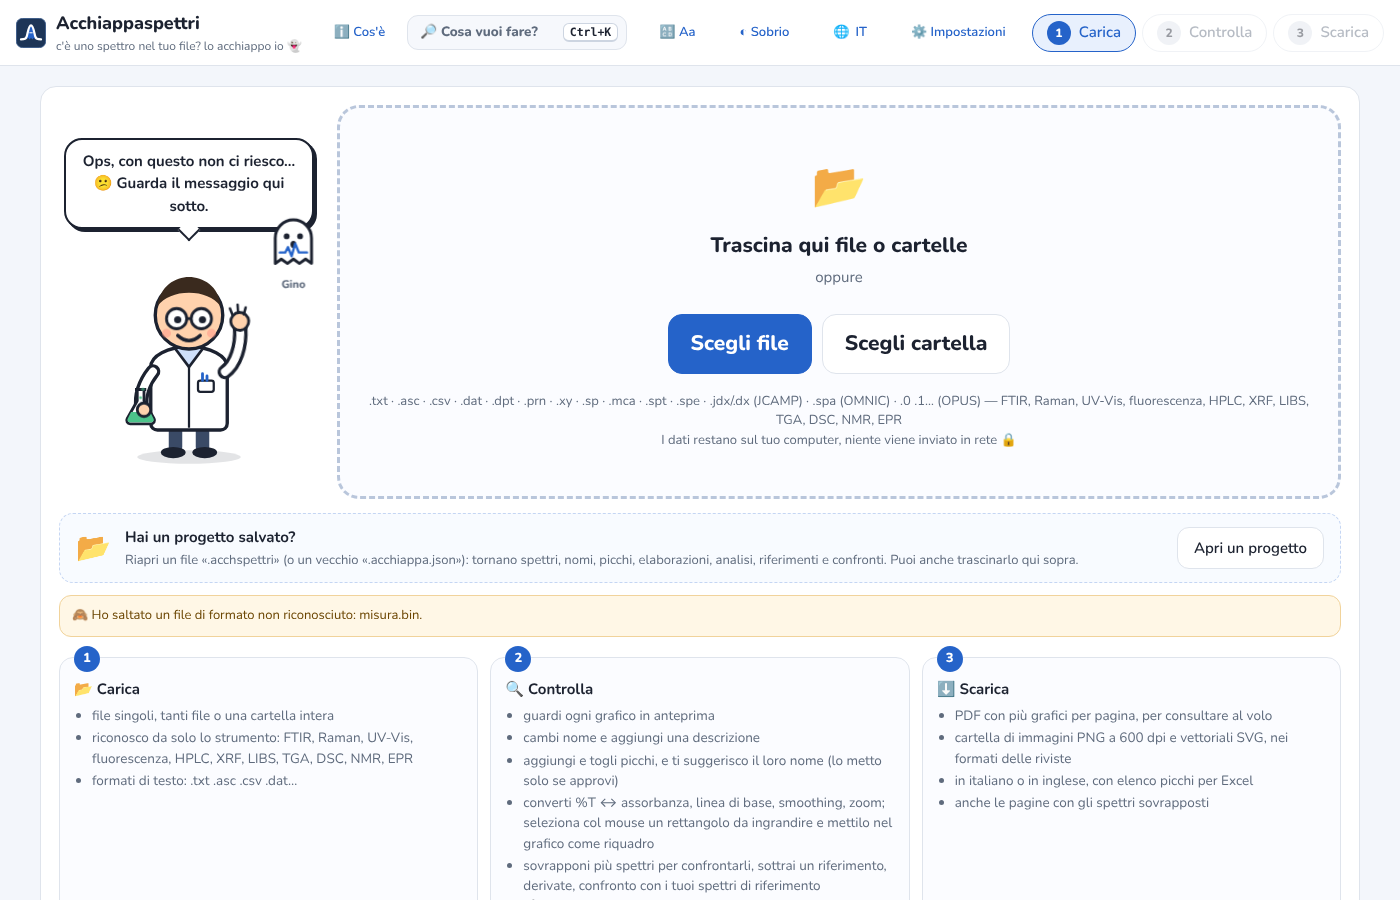 Acchiappaspettri
c'è uno spettro nel tuo file? lo acchiappo io 👻
ℹ️ Cos'è
🔎 Cosa vuoi fare? Ctrl+K
🔠 Aa
Sobrio
🌐 IT
⚙️ Impostazioni
1 Carica
2 Controlla
3 Scarica
Ops, con questo non ci riesco...
😕 Guarda il messaggio qui
sotto.
Gino
Trascina qui file o cartelle
oppure
Scegli file
Scegli cartella
.txt · .asc · .csv · .dat · .dpt · .prn · .xy · .sp · .mca · .spt · .spe · .jdx/.dx (JCAMP) · .spa (OMNIC) · .0 .1... (OPUS) — FTIR, Raman, UV-Vis, fluorescenza, HPLC, XRF, LIBS,
TGA, DSC, NMR, EPR
I dati restano sul tuo computer, niente viene inviato in rete 🔒
Hai un progetto salvato?
Riapri un file «.acchspettri» (o un vecchio «.acchiappa.json»): tornano spettri, nomi, picchi, elaborazioni, analisi, riferimenti e confronti. Puoi anche trascinarlo qui sopra.
Apri un progetto
🙈 Ho saltato un file di formato non riconosciuto: misura.bin.
1
📂 Carica
• file singoli, tanti file o una cartella intera
• riconosco da solo lo strumento: FTIR, Raman, UV-Vis,
fluorescenza, HPLC, XRF, LIBS, TGA, DSC, NMR, EPR
• formati di testo: .txt .asc .csv .dat...
2
🔍 Controlla
• guardi ogni grafico in anteprima
• cambi nome e aggiungi una descrizione
• aggiungi e togli picchi, e ti suggerisco il loro nome (lo metto
solo se approvi)
• converti %T ↔ assorbanza, linea di base, smoothing, zoom;
seleziona col mouse un rettangolo da ingrandire e mettilo nel
grafico come riquadro
• sovrapponi più spettri per confrontarli, sottrai un riferimento,
derivate, confronto con i tuoi spettri di riferimento
3
⬇️ Scarica
• PDF con più grafici per pagina, per consultare al volo
• cartella di immagini PNG a 600 dpi e vettoriali SVG, nei
formati delle riviste
• in italiano o in inglese, con elenco picchi per Excel
• anche le pagine con gli spettri sovrapposti